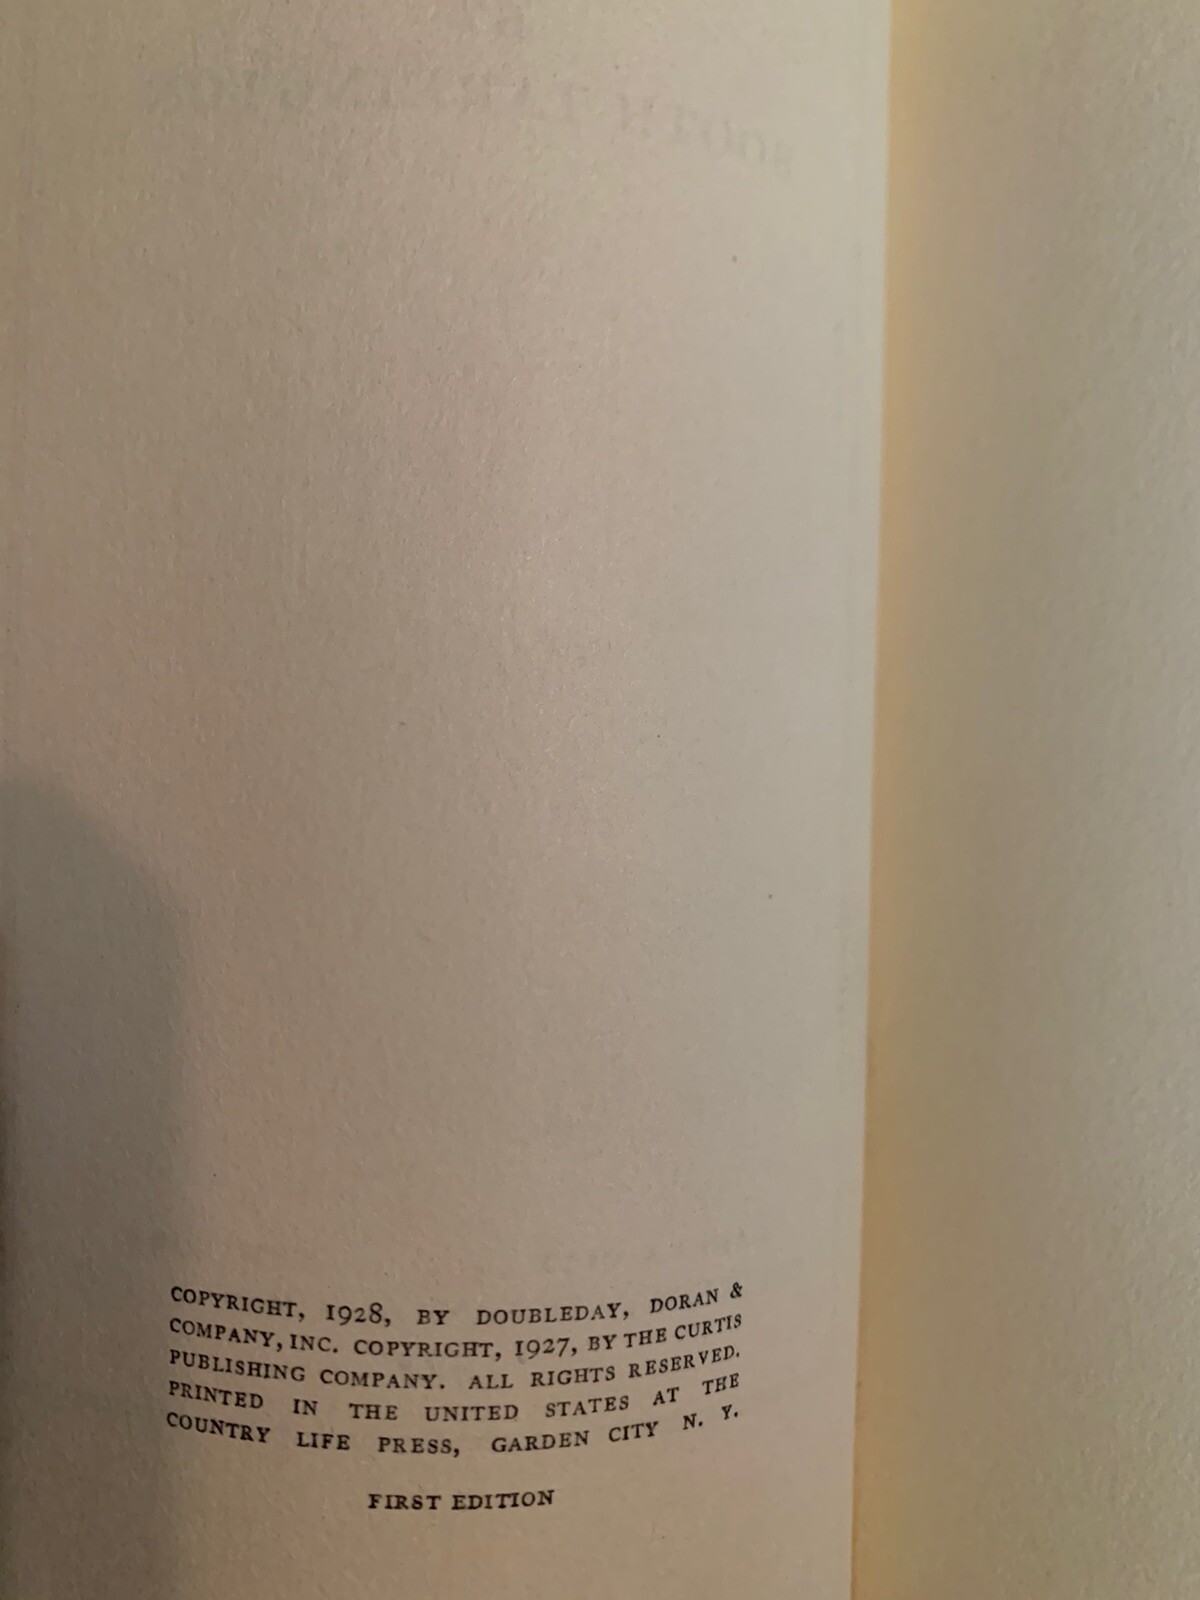 COPYRIGHT, 1928, BY DOUBLEDAY, DORAN &
COMPANY, INC. COPYRIGHT, 1927, BY THE CURTIS
PUBLISHING COMPANY. ALL RIGHTS RESERVED.
PRINTED IN THE UNITED STATES AT THE
COUNTRY LIFE PRESS, GARDEN CITY N. Y.
FIRST EDITION